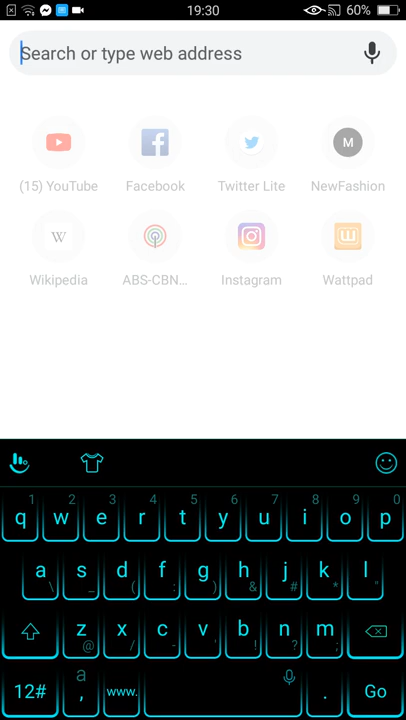 19:30
60%
Search or type web address
M
(15) YouTube Facebook Twitter Lite NewFashion
W
Wikipedia ABS-CBN... Instagram Wattpad
1 2 3 4 5 6 7 8 9 0
q w e r t y u i o p
a s d f g h j k l
\ _ ( : ) & # * "
z x c v b n m
@ / - ' ! ? ;
12# a , www. . Go